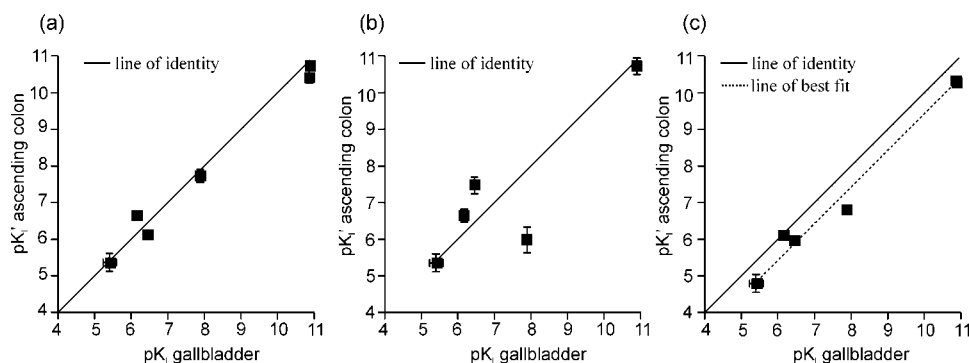 (a)
11
10
9
8
7
6
5
4
pKᵢ' ascending colon
line of identity
4 5 6 7 8 9 10 11
pKᵢ gallbladder
(b)
11
10
9
8
7
6
5
4
pKᵢ' ascending colon
line of identity
4 5 6 7 8 9 10 11
pKᵢ gallbladder
(c)
11
10
9
8
7
6
5
4
pKᵢ' ascending colon
line of identity
line of best fit
4 5 6 7 8 9 10 11
pKᵢ gallbladder